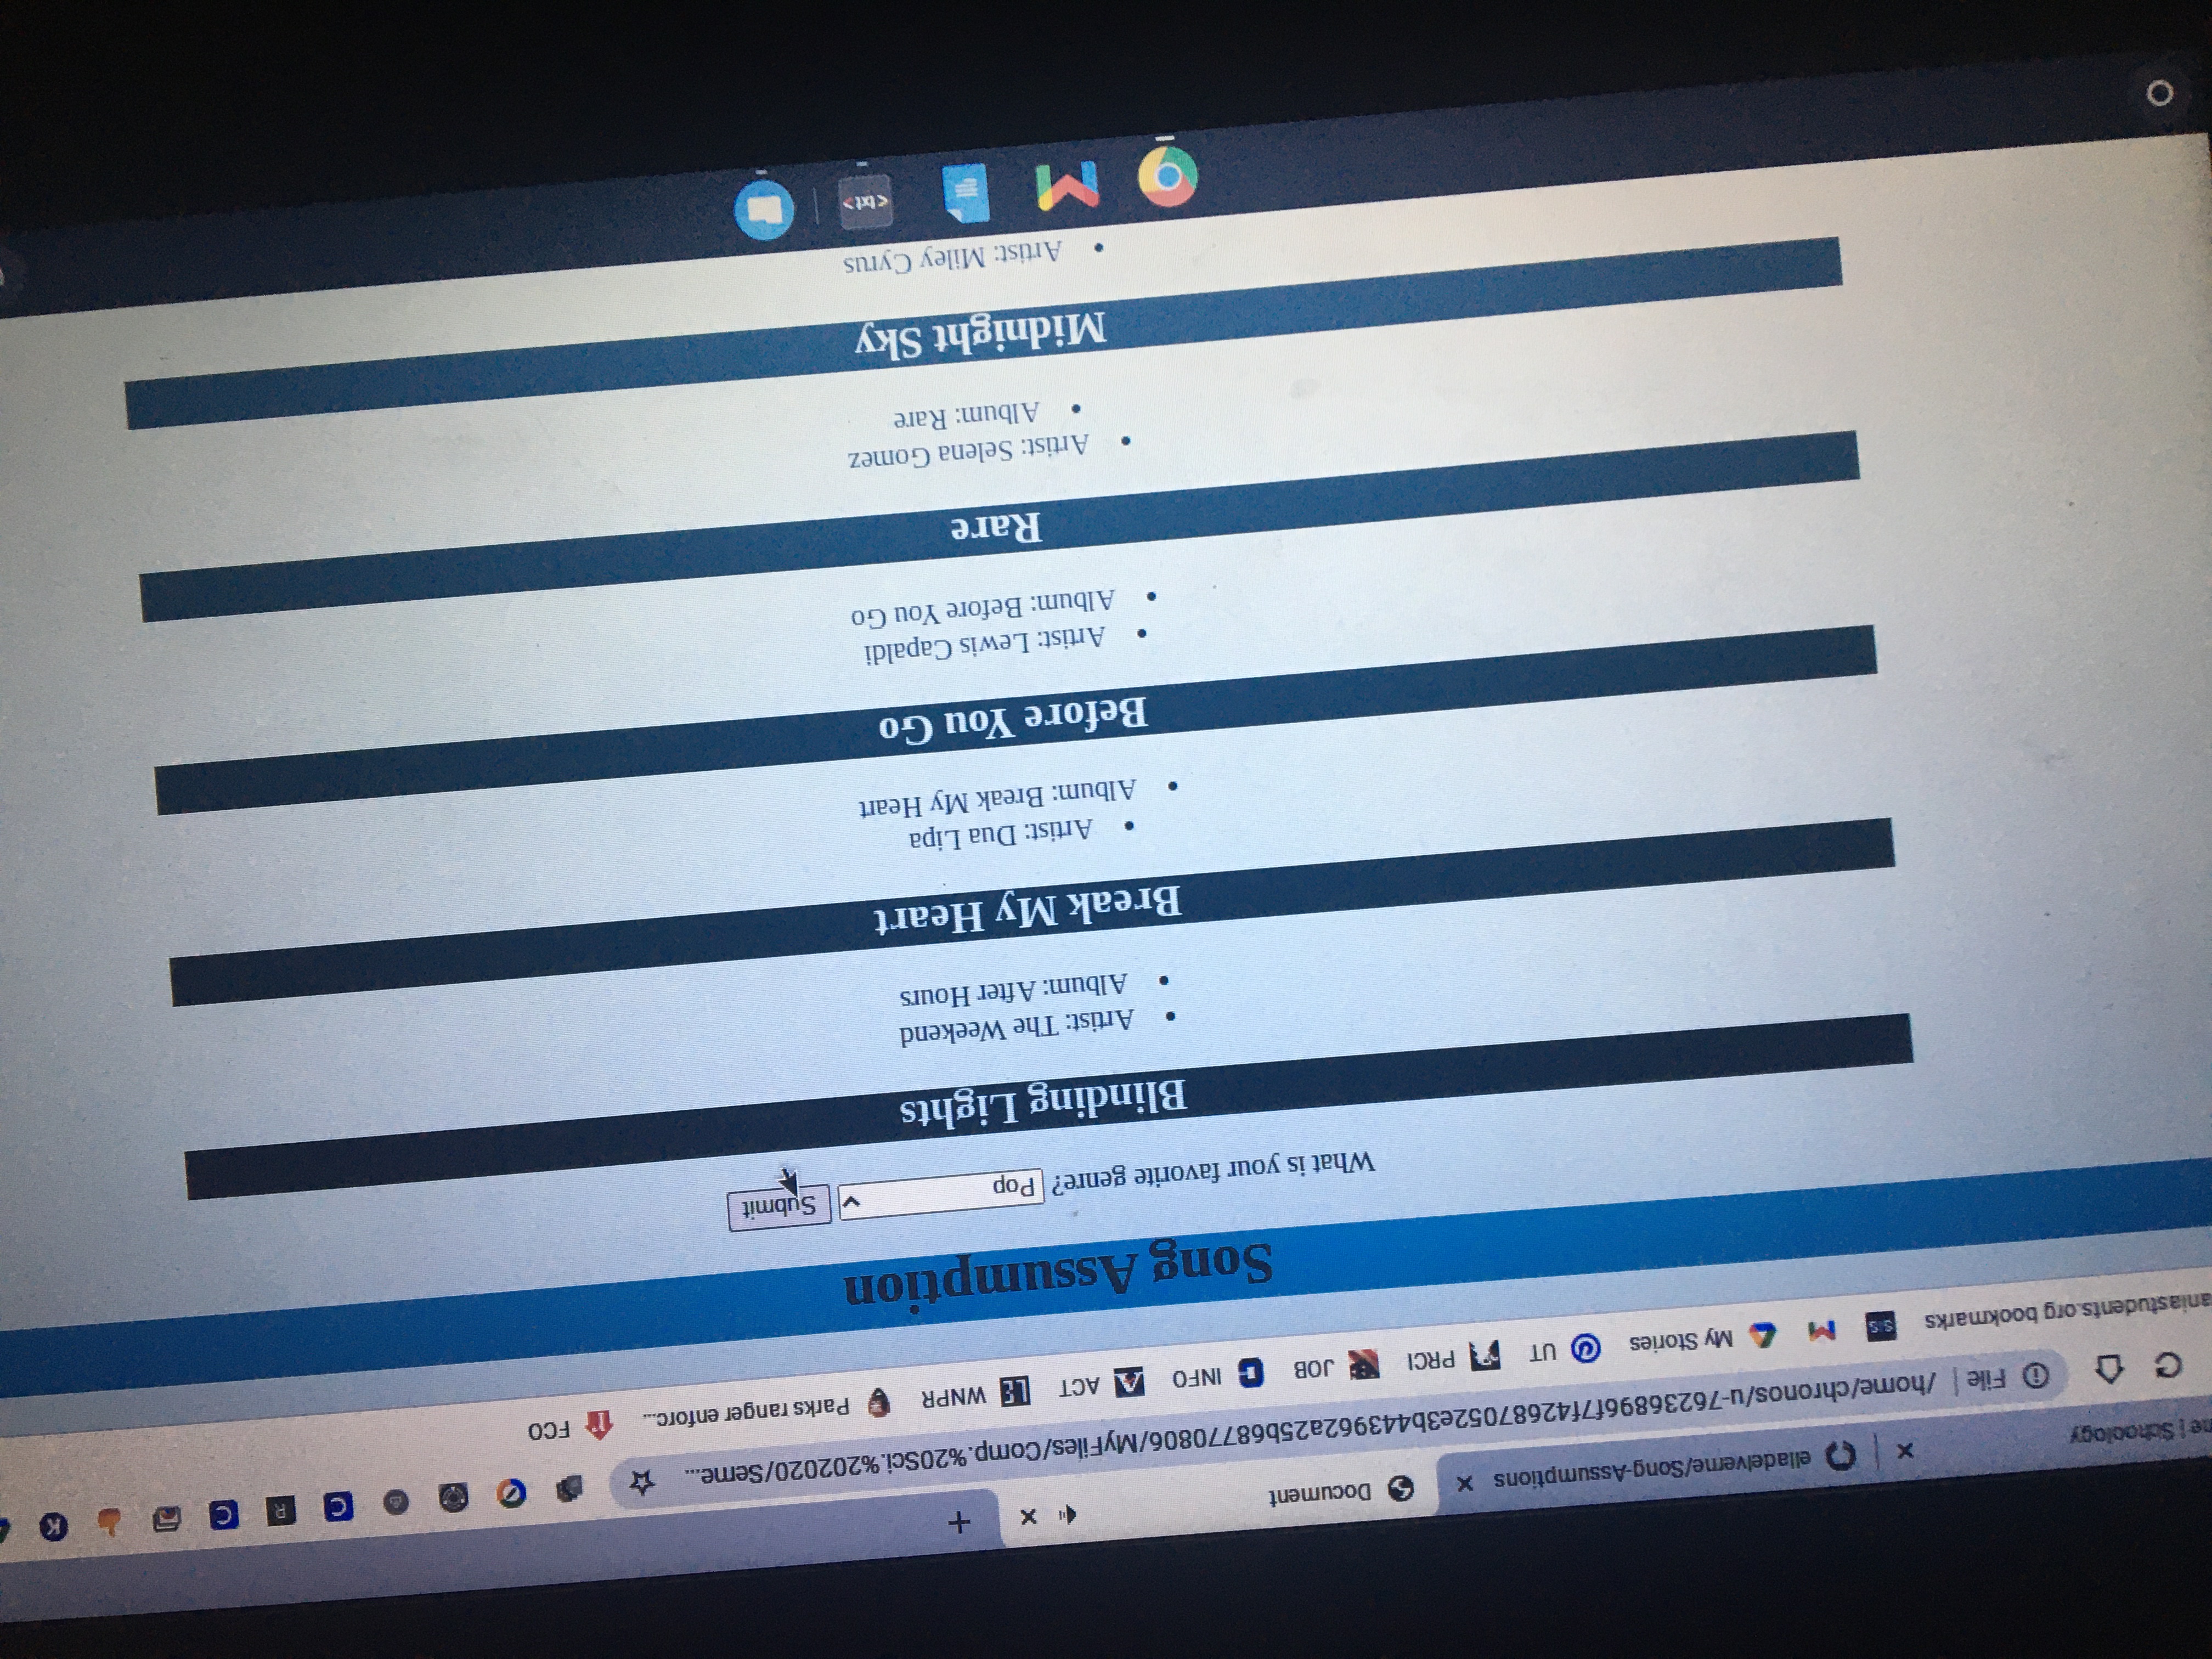 ne | Schoology
elladelverne/Song-Assumptions
Document
File | /home/chronos/u-76236896f7f42687052e3b443962a25b68770806/MyFiles/Comp.%20Sci.%202020/Seme...
C R C K
aniastudents.org bookmarks SIS My Stories UT PRCI JOB INFO ACT LE WNPR Parks ranger enforc... FCO
Song Assumption
What is your favorite genre? Pop Submit
Blinding Lights
Artist: The Weekend
Album: After Hours
Break My Heart
Artist: Dua Lipa
Album: Break My Heart
Before You Go
Artist: Lewis Capaldi
Album: Before You Go
Rare
Artist: Selena Gomez
Album: Rare
Midnight Sky
Artist: Miley Cyrus
<txt>